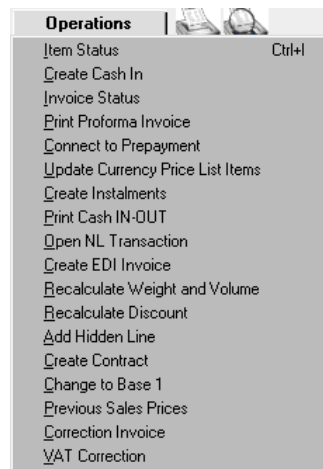 Operations
Item Status Ctrl+I
Create Cash In
Invoice Status
Print Proforma Invoice
Connect to Prepayment
Update Currency Price List Items
Create Instalments
Print Cash IN-OUT
Open NL Transaction
Create EDI Invoice
Recalculate Weight and Volume
Recalculate Discount
Add Hidden Line
Create Contract
Change to Base 1
Previous Sales Prices
Correction Invoice
VAT Correction